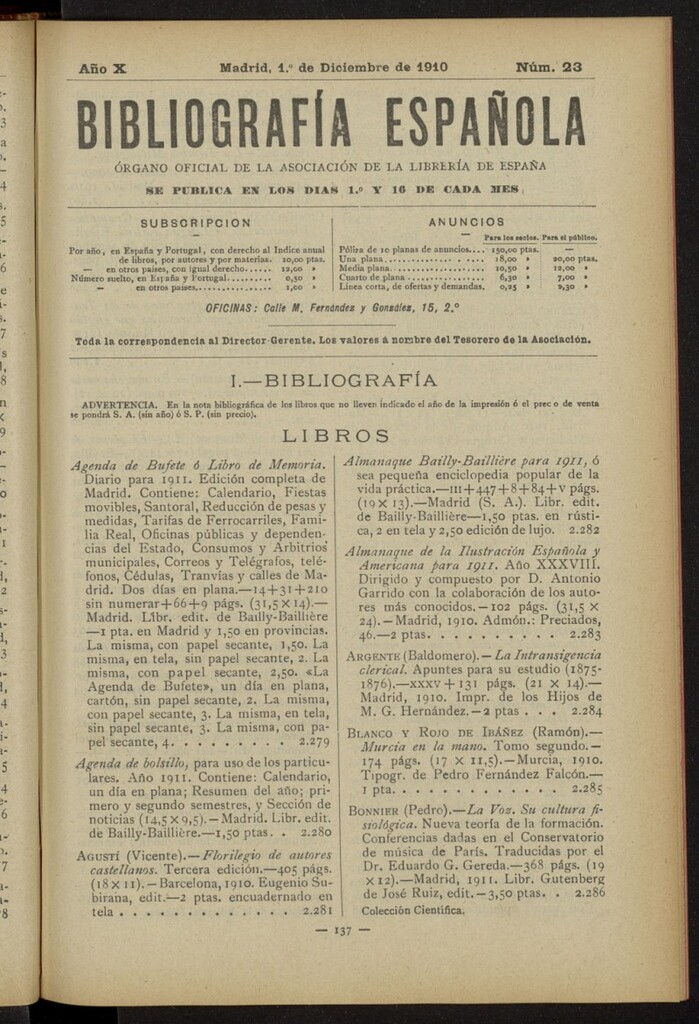 Año X
Madrid, 1.º de Diciembre de 1910
Núm. 23
BIBLIOGRAFÍA ESPAÑOLA
ÓRGANO OFICIAL DE LA ASOCIACIÓN DE LA LIBRERÍA DE ESPAÑA
SE PUBLICA EN LOS DIAS 1.º Y 16 DE CADA MES
SUBSCRIPCION
Por año, en España y Portugal, con derecho al Indice anual
de libros, por autores y por materias. 10,00 ptas.
— en otros países, con igual derecho...... 12,00 »
Número suelto, en España y Portugal.......... 0,50 »
— en otros países................. 1,00 »
ANUNCIOS
Para los socios. Para el público.
Póliza de 10 planas de anuncios.... 150,00 ptas. —
Una plana............... 18,00 » 20,00 ptas.
Media plana............... 10,50 » 12,00 »
Cuarto de plana............... 6,30 » 7,00 »
Línea corta, de ofertas y demandas. 0,25 » 2,30 »
OFICINAS: Calle M. Fernández y González, 15, 2.º
Toda la correspondencia al Director-Gerente. Los valores á nombre del Tesorero de la Asociación.
I.—BIBLIOGRAFÍA
ADVERTENCIA. En la nota bibliográfica de los libros que no lleven indicado el año de la impresión ó el prec o de venta
se pondrá S. A. (sin año) ó S. P. (sin precio).
LIBROS
Agenda de Bufete ó Libro de Memoria.
Diario para 1911. Edición completa de
Madrid. Contiene: Calendario, Fiestas
movibles, Santoral, Reducción de pesas y
medidas, Tarifas de Ferrocarriles, Fami-
lia Real, Oficinas públicas y dependen-
cias del Estado, Consumos y Arbitrios
municipales, Correos y Telégrafos, telé-
fonos, Cédulas, Tranvías y calles de Ma-
drid. Dos días en plana.—14+31+210
sin numerar+66+9 págs. (31,5 × 14).—
Madrid. Libr. edit. de Bailly-Baillière
—1 pta. en Madrid y 1,50 en provincias.
La misma, con papel secante, 1,50. La
misma, en tela, sin papel secante, 2. La
misma, con papel secante, 2,50. «La
Agenda de Bufete», un día en plana,
cartón, sin papel secante, 2. La misma,
con papel secante, 3. La misma, en tela,
sin papel secante, 3. La misma, con pa-
pel secante, 4. . . . . . . . . . 2.279
Agenda de bolsillo, para uso de los particu-
lares. Año 1911. Contiene: Calendario,
un día en plana; Resumen del año; pri-
mero y segundo semestres, y Sección de
noticias (14,5 × 9,5).—Madrid. Libr. edit.
de Bailly-Baillière.—1,50 ptas. . 2.280
AGUSTÍ (Vicente).—Florilegio de autores
castellanos. Tercera edición.—405 págs.
(18 × 11).—Barcelona, 1910. Eugenio Su-
birana, edit.—2 ptas. encuadernado en
tela . . . . . . . . . . . . . 2.281
Almanaque Bailly-Baillière para 1911, ó
sea pequeña enciclopedia popular de la
vida práctica.—III+447+8+84+V págs.
(19 × 13).—Madrid (S. A.). Libr. edit.
de Bailly-Baillière—1,50 ptas. en rústi-
ca, 2 en tela y 2,50 edición de lujo. 2.282
Almanaque de la Ilustración Española y
Americana para 1911. Año XXXVIII.
Dirigido y compuesto por D. Antonio
Garrido con la colaboración de los auto-
res más conocidos.—102 págs. (31,5 ×
24).—Madrid, 1910. Admón.: Preciados,
46.—2 ptas. . . . . . . . . . . 2.283
ARGENTE (Baldomero).—La Intransigencia
clerical. Apuntes para su estudio (1875-
1876).—XXXV + 131 págs. (21 × 14).—
Madrid, 1910. Impr. de los Hijos de
M. G. Hernández.—2 ptas . . . 2.284
BLANCO Y ROJO DE IBÁÑEZ (Ramón).—
Murcia en la mano. Tomo segundo.—
174 págs. (17 × 11,5).—Murcia, 1910.
Tipogr. de Pedro Fernández Falcón.—
1 pta. . . . . . . . . . . . . 2.285
BONNIER (Pedro).—La Voz. Su cultura fi-
siológica. Nueva teoría de la formación.
Conferencias dadas en el Conservatorio
de música de París. Traducidas por el
Dr. Eduardo G. Gereda.—368 págs. (19
× 12).—Madrid, 1911. Libr. Gutenberg
de José Ruiz, edit.—3,50 ptas. . 2.286
Colección Científica.
— 137 —